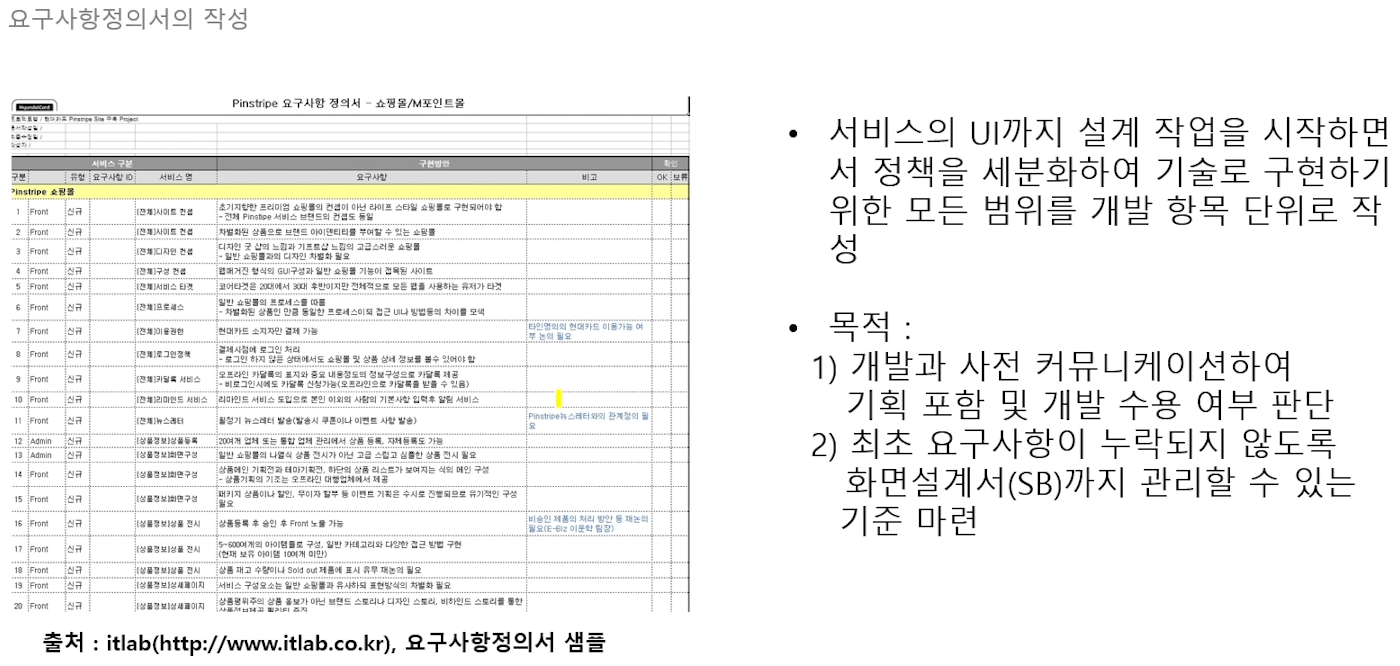 요구사항정의서의 작성
HyundaiCard
Pinstripe 요구사항 정의서 - 쇼핑몰/M포인트몰
프로젝트명 / 현대카드 Pinstripe Site 구축 Project
작성자 /
서비스 구분 구현방안 확인
구분 유형 요구사항 ID 서비스 명 요구사항 비고 OK 보류
Pinstripe 쇼핑몰
1 Front 신규 [전체]사이트 컨셉 초기지향한 프리미엄 쇼핑몰의 컨셉이 아닌 라이프 스타일 쇼핑몰로 구현되어야 함
- 전체 Pinstipe 서비스 브랜드의 컨셉도 동일
2 Front 신규 [전체]사이트 컨셉 차별화된 상품으로 브랜드 아이덴티티를 부여할 수 있는 쇼핑몰
3 Front 신규 [전체]디자인 컨셉 디자인 굿 샵의 느낌과 기프트샵 느낌의 고급스러운 쇼핑몰
- 일반 쇼핑몰과의 디자인 차별화 필요
4 Front 신규 [전체]구성 컨셉 웹매거진 형식의 GUI구성과 일반 쇼핑몰 기능이 접목된 사이트
5 Front 신규 [전체]서비스 타겟 코어타겟은 20대에서 30대 후반이지만 전체적으로 모든 웹을 사용하는 유저가 타겟
6 Front 신규 [전체]프로세스 일반 쇼핑몰의 프로세스를 따름
- 차별화된 상품인 만큼 동일한 프로세스이되 접근 UI나 방법등의 차이를 모색
7 Front 신규 [전체]이용권한 현대카드 소지자만 결제 가능 타인명의의 현대카드 이용가능 여
부 논의 필요
8 Front 신규 [전체]로그인정책 결제시점에 로그인 처리
- 로그인 하지 않은 상태에서도 쇼핑몰 및 상품 상세 정보를 볼수 있어야 함
9 Front 신규 [전체]카달록 서비스 오프라인 카달록의 표지와 중요 내용정도의 정보구성으로 카달록 제공
- 비로그인시에도 카달록 신청가능(오프라인으로 카달록을 받을 수 있음)
10 Front 신규 [전체]리마인드 서비스 리마인드 서비스 도입으로 본인 이외의 사람의 기본사항 입력후 알림 서비스
11 Front 신규 [전체]뉴스레터 월정기 뉴스레터 발송(발송시 쿠폰이나 이벤트 사항 발송) Pinstripe뉴스레터와의 관계정의 필
요
12 Admin 신규 [상품정보]상품등록 20여개 업체 또는 통합 업체 관리에서 상품 등록, 자체등록도 가능
13 Admin 신규 [상품정보]화면구성 일반 쇼핑몰의 나열식 상품 전시가 아닌 고급 스럽고 심플한 상품 전시 필요
14 Front 신규 [상품정보]화면구성 상품메인 기획전과 테마기획전, 하단의 상품 리스트가 보여지는 식의 메인 구성
- 상품기획의 기조는 오프라인 대행업체에서 제공
15 Front 신규 [상품정보]화면구성 패키지 상품이나 할인, 무이자 할부 등 이벤트 기획은 수시로 진행되므로 유기적인 구성
필요
16 Front 신규 [상품정보]상품 전시 상품등록 후 승인 후 Front 노출 가능 비승인 제품의 처리 방안 등 재논의
필요(E-Biz 이운학 팀장)
17 Front 신규 [상품정보]상품 전시 5~600여개의 아이템들로 구성, 일반 카테고리와 다양한 접근 방법 구현
(현재 보유 아이템 100여개 미만)
18 Front 신규 [상품정보]상품 전시 상품 재고 수량이나 Sold out 제품에 표시 유무 재논의 필요
19 Front 신규 [상품정보]상세페이지 서비스 구성요소는 일반 쇼핑몰과 유사하되 표현방식의 차별화 필요
20 Front 신규 [상품정보]상세페이지 상품평위주의 상품 홍보가 아닌 브랜드 스토리나 디자인 스토리, 비하인드 스토리를 통한
출처 : itlab(http://www.itlab.co.kr), 요구사항정의서 샘플
• 서비스의 UI까지 설계 작업을 시작하면
서 정책을 세분화하여 기술로 구현하기
위한 모든 범위를 개발 항목 단위로 작
성
• 목적 :
1) 개발과 사전 커뮤니케이션하여
기획 포함 및 개발 수용 여부 판단
2) 최초 요구사항이 누락되지 않도록
화면설계서(SB)까지 관리할 수 있는
기준 마련